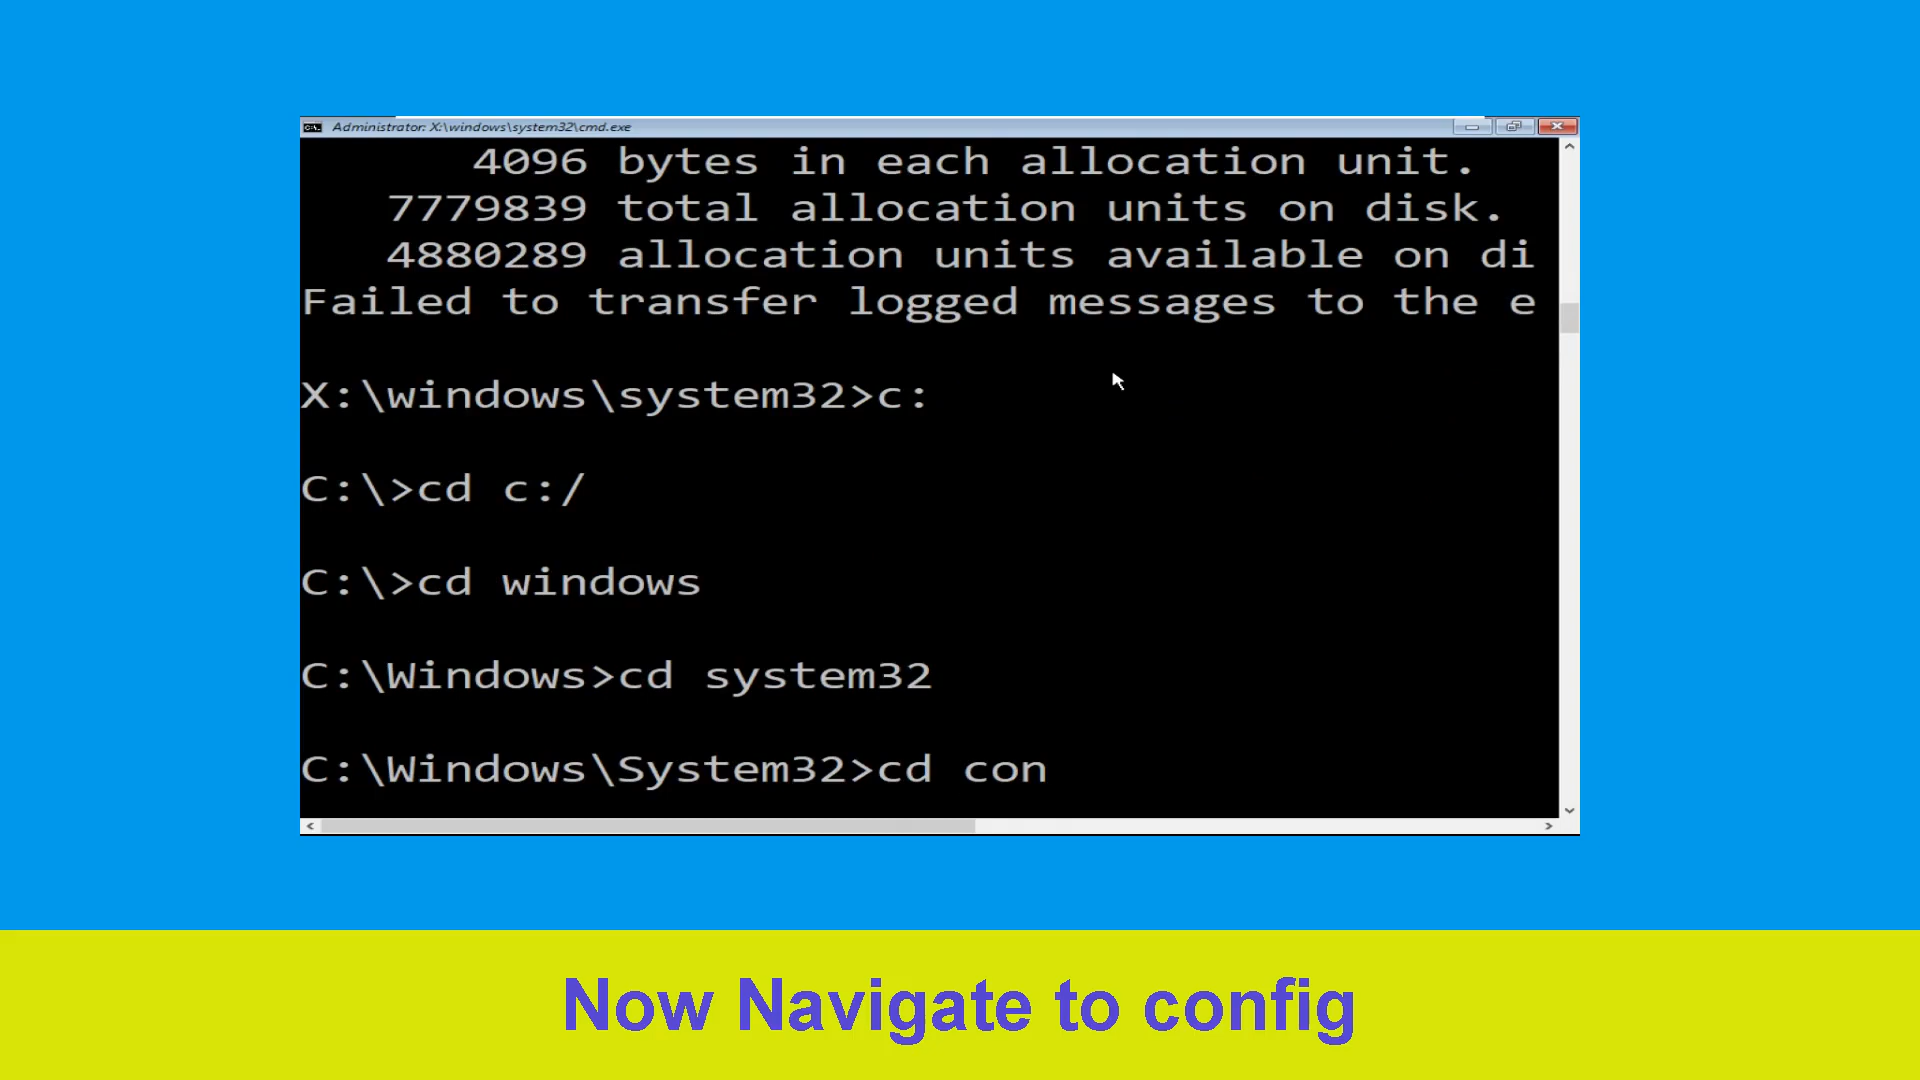 Administrator: X:\windows\system32\cmd.exe
4096 bytes in each allocation unit.
7779839 total allocation units on disk.
4880289 allocation units available on di
Failed to transfer logged messages to the e
X:\windows\system32>c:
C:\>cd c:/
C:\>cd windows
C:\Windows>cd system32
C:\Windows\System32>cd con
Now Navigate to config